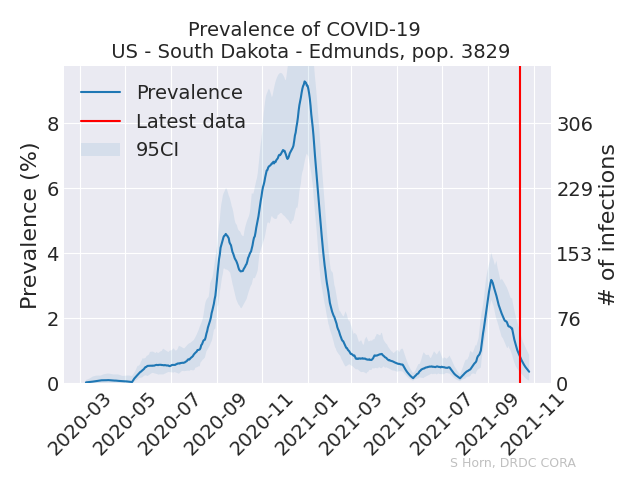 Prevalence of COVID-19
US - South Dakota - Edmunds, pop. 3829
Prevalence
Latest data
95CI
Prevalence (%)
8
6
4
2
0
306
229
153
76
0
# of infections
2020-03
2020-05
2020-07
2020-09
2020-11
2021-01
2021-03
2021-05
2021-07
2021-09
2021-11
S Horn, DRDC CORA